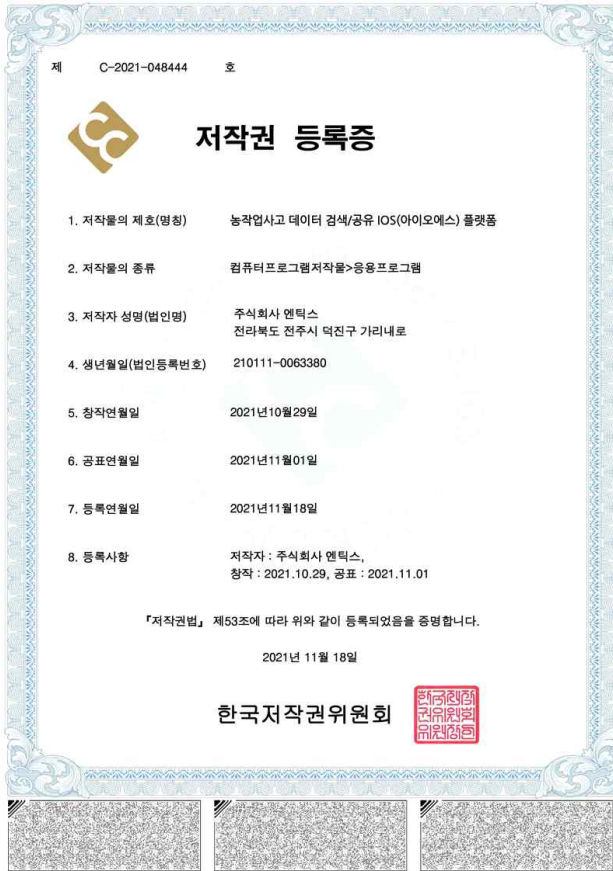 제 C-2021-048444 호
저작권 등록증
1. 저작물의 제호(명칭) 농작업사고 데이터 검색/공유 IOS(아이오에스) 플랫폼
2. 저작물의 종류 컴퓨터프로그램저작물>응용프로그램
3. 저작자 성명(법인명) 주식회사 엔틱스
전라북도 전주시 덕진구 가리내로
4. 생년월일(법인등록번호) 210111-0063380
5. 창작연월일 2021년10월29일
6. 공표연월일 2021년11월01일
7. 등록연월일 2021년11월18일
8. 등록사항 저작자 : 주식회사 엔틱스,
창작 : 2021.10.29, 공표 : 2021.11.01
『저작권법』 제53조에 따라 위와 같이 등록되었음을 증명합니다.
2021년 11월 18일
한국저작권위원회